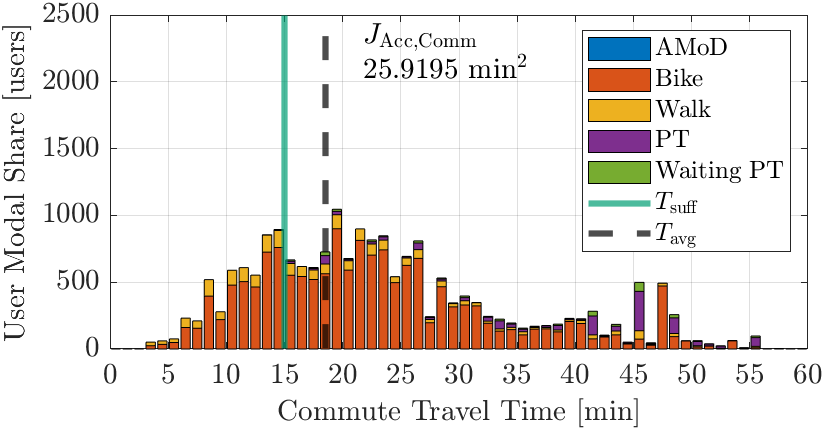 2500
2000
1500
1000
500
0
User Modal Share [users]
J_Acc,Comm
25.9195 min²
AMoD
Bike
Walk
PT
Waiting PT
T_suff
T_avg
0 5 10 15 20 25 30 35 40 45 50 55 60
Commute Travel Time [min]